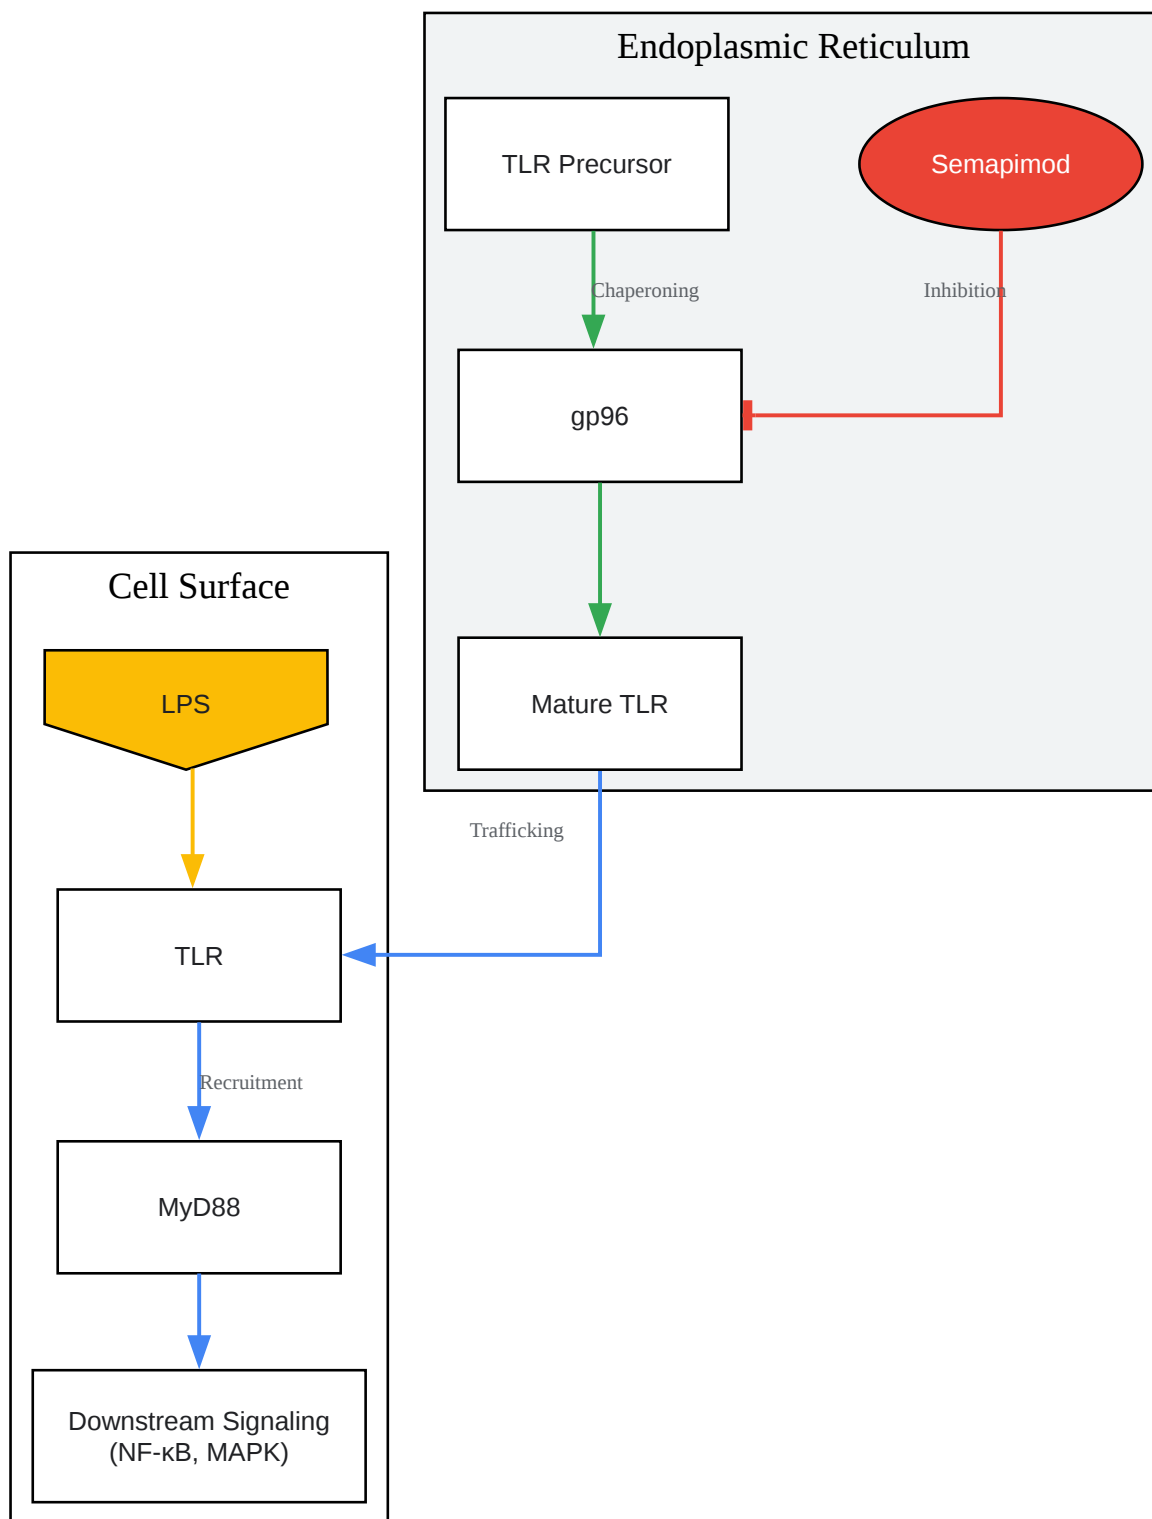 Endoplasmic Reticulum
TLR Precursor
Semapimod
Chaperoning
Inhibition
gp96
Mature TLR
Trafficking
Cell Surface
LPS
TLR
Recruitment
MyD88
Downstream Signaling
(NF-κB, MAPK)